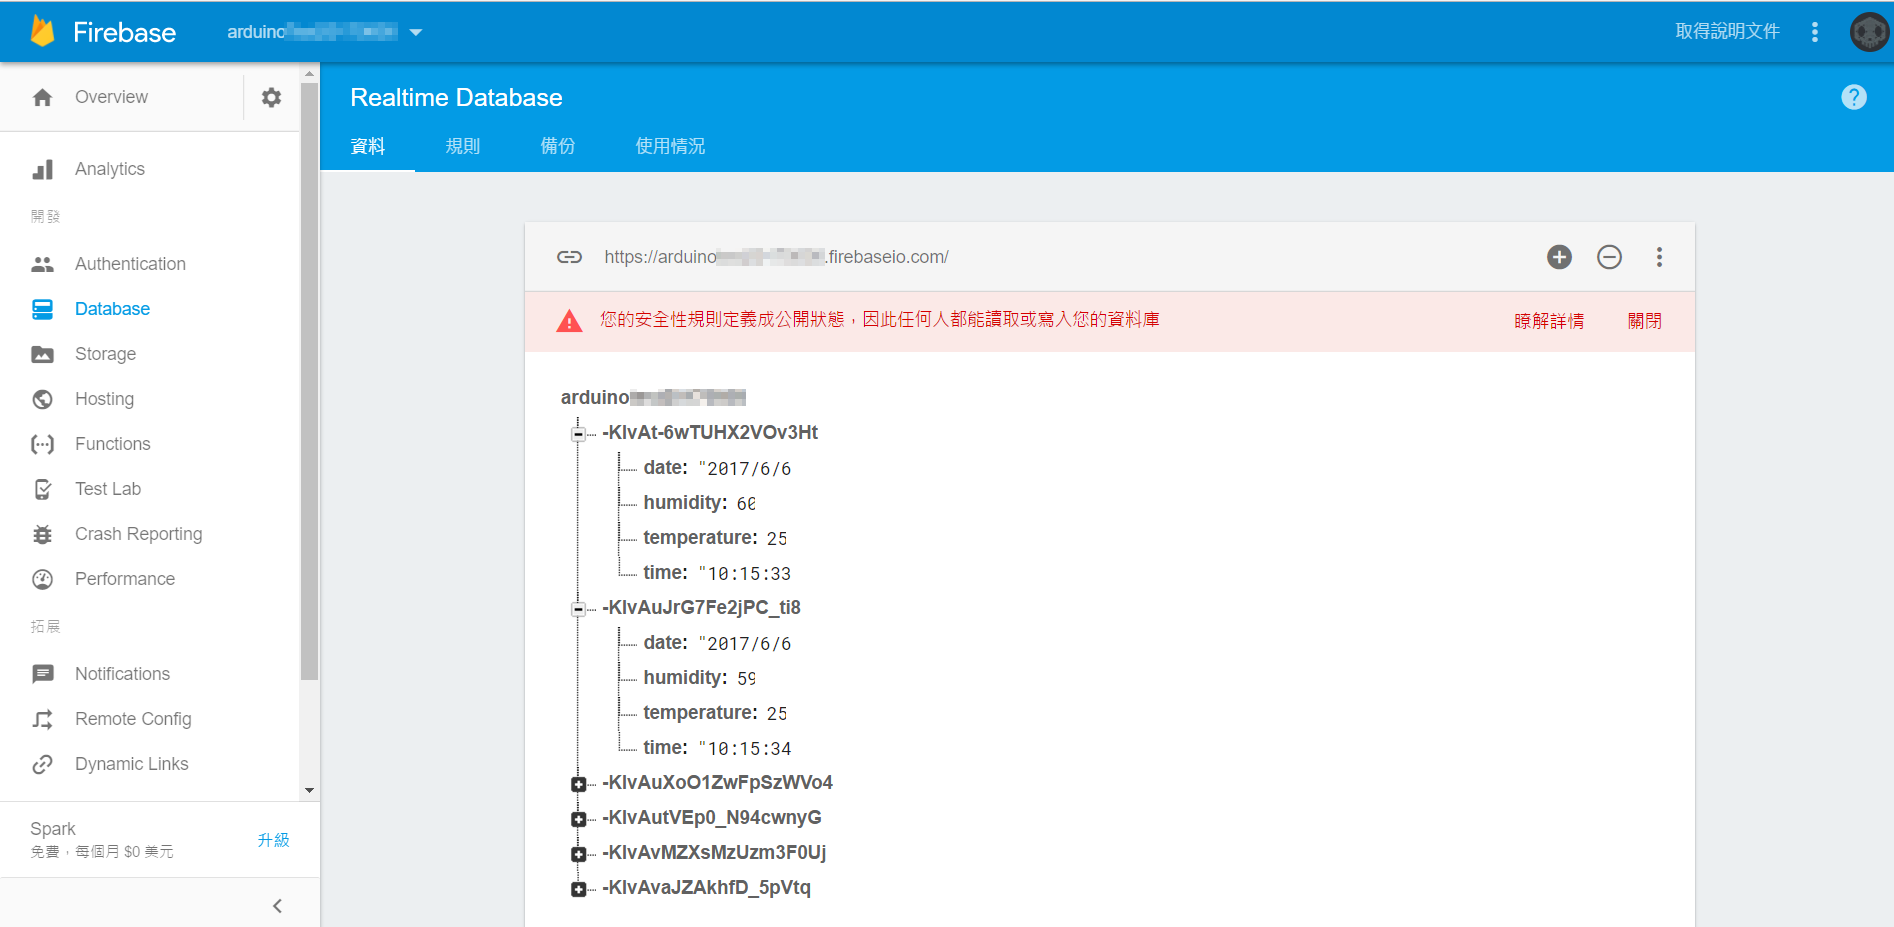 Firebase
arduino
取得說明文件
Overview
Analytics
開發
Authentication
Database
Storage
Hosting
Functions
Test Lab
Crash Reporting
Performance
拓展
Notifications
Remote Config
Dynamic Links
Spark
免費，每個月 $0 美元
升級
Realtime Database
資料 規則 備份 使用情況
https://arduino .firebaseio.com/
您的安全性規則定義成公開狀態，因此任何人都能讀取或寫入您的資料庫 瞭解詳情 關閉
arduino
-KlvAt-6wTUHX2VOv3Ht
date: "2017/6/6
humidity: 60
temperature: 25
time: "10:15:33
-KlvAuJrG7Fe2jPC_ti8
date: "2017/6/6
humidity: 59
temperature: 25
time: "10:15:34
-KlvAuXoO1ZwFpSzWVo4
-KlvAutVEp0_N94cwnyG
-KlvAvMZXsMzUzm3F0Uj
-KlvAvaJZAkhfD_5pVtq